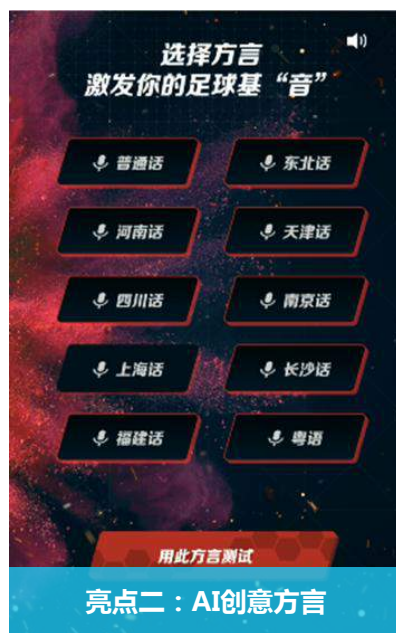 选择方言
激发你的足球基“音”
普通话
东北话
河南话
天津话
四川话
南京话
上海话
长沙话
福建话
粤语
用此方言测试
亮点二：AI创意方言